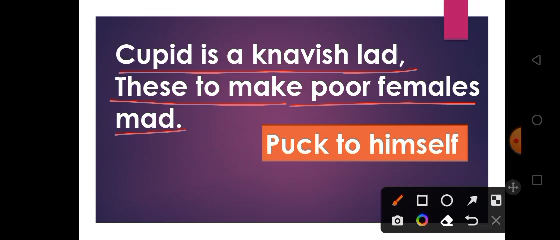 Cupid is a knavish lad,
These to make poor females
mad.
Puck to himself